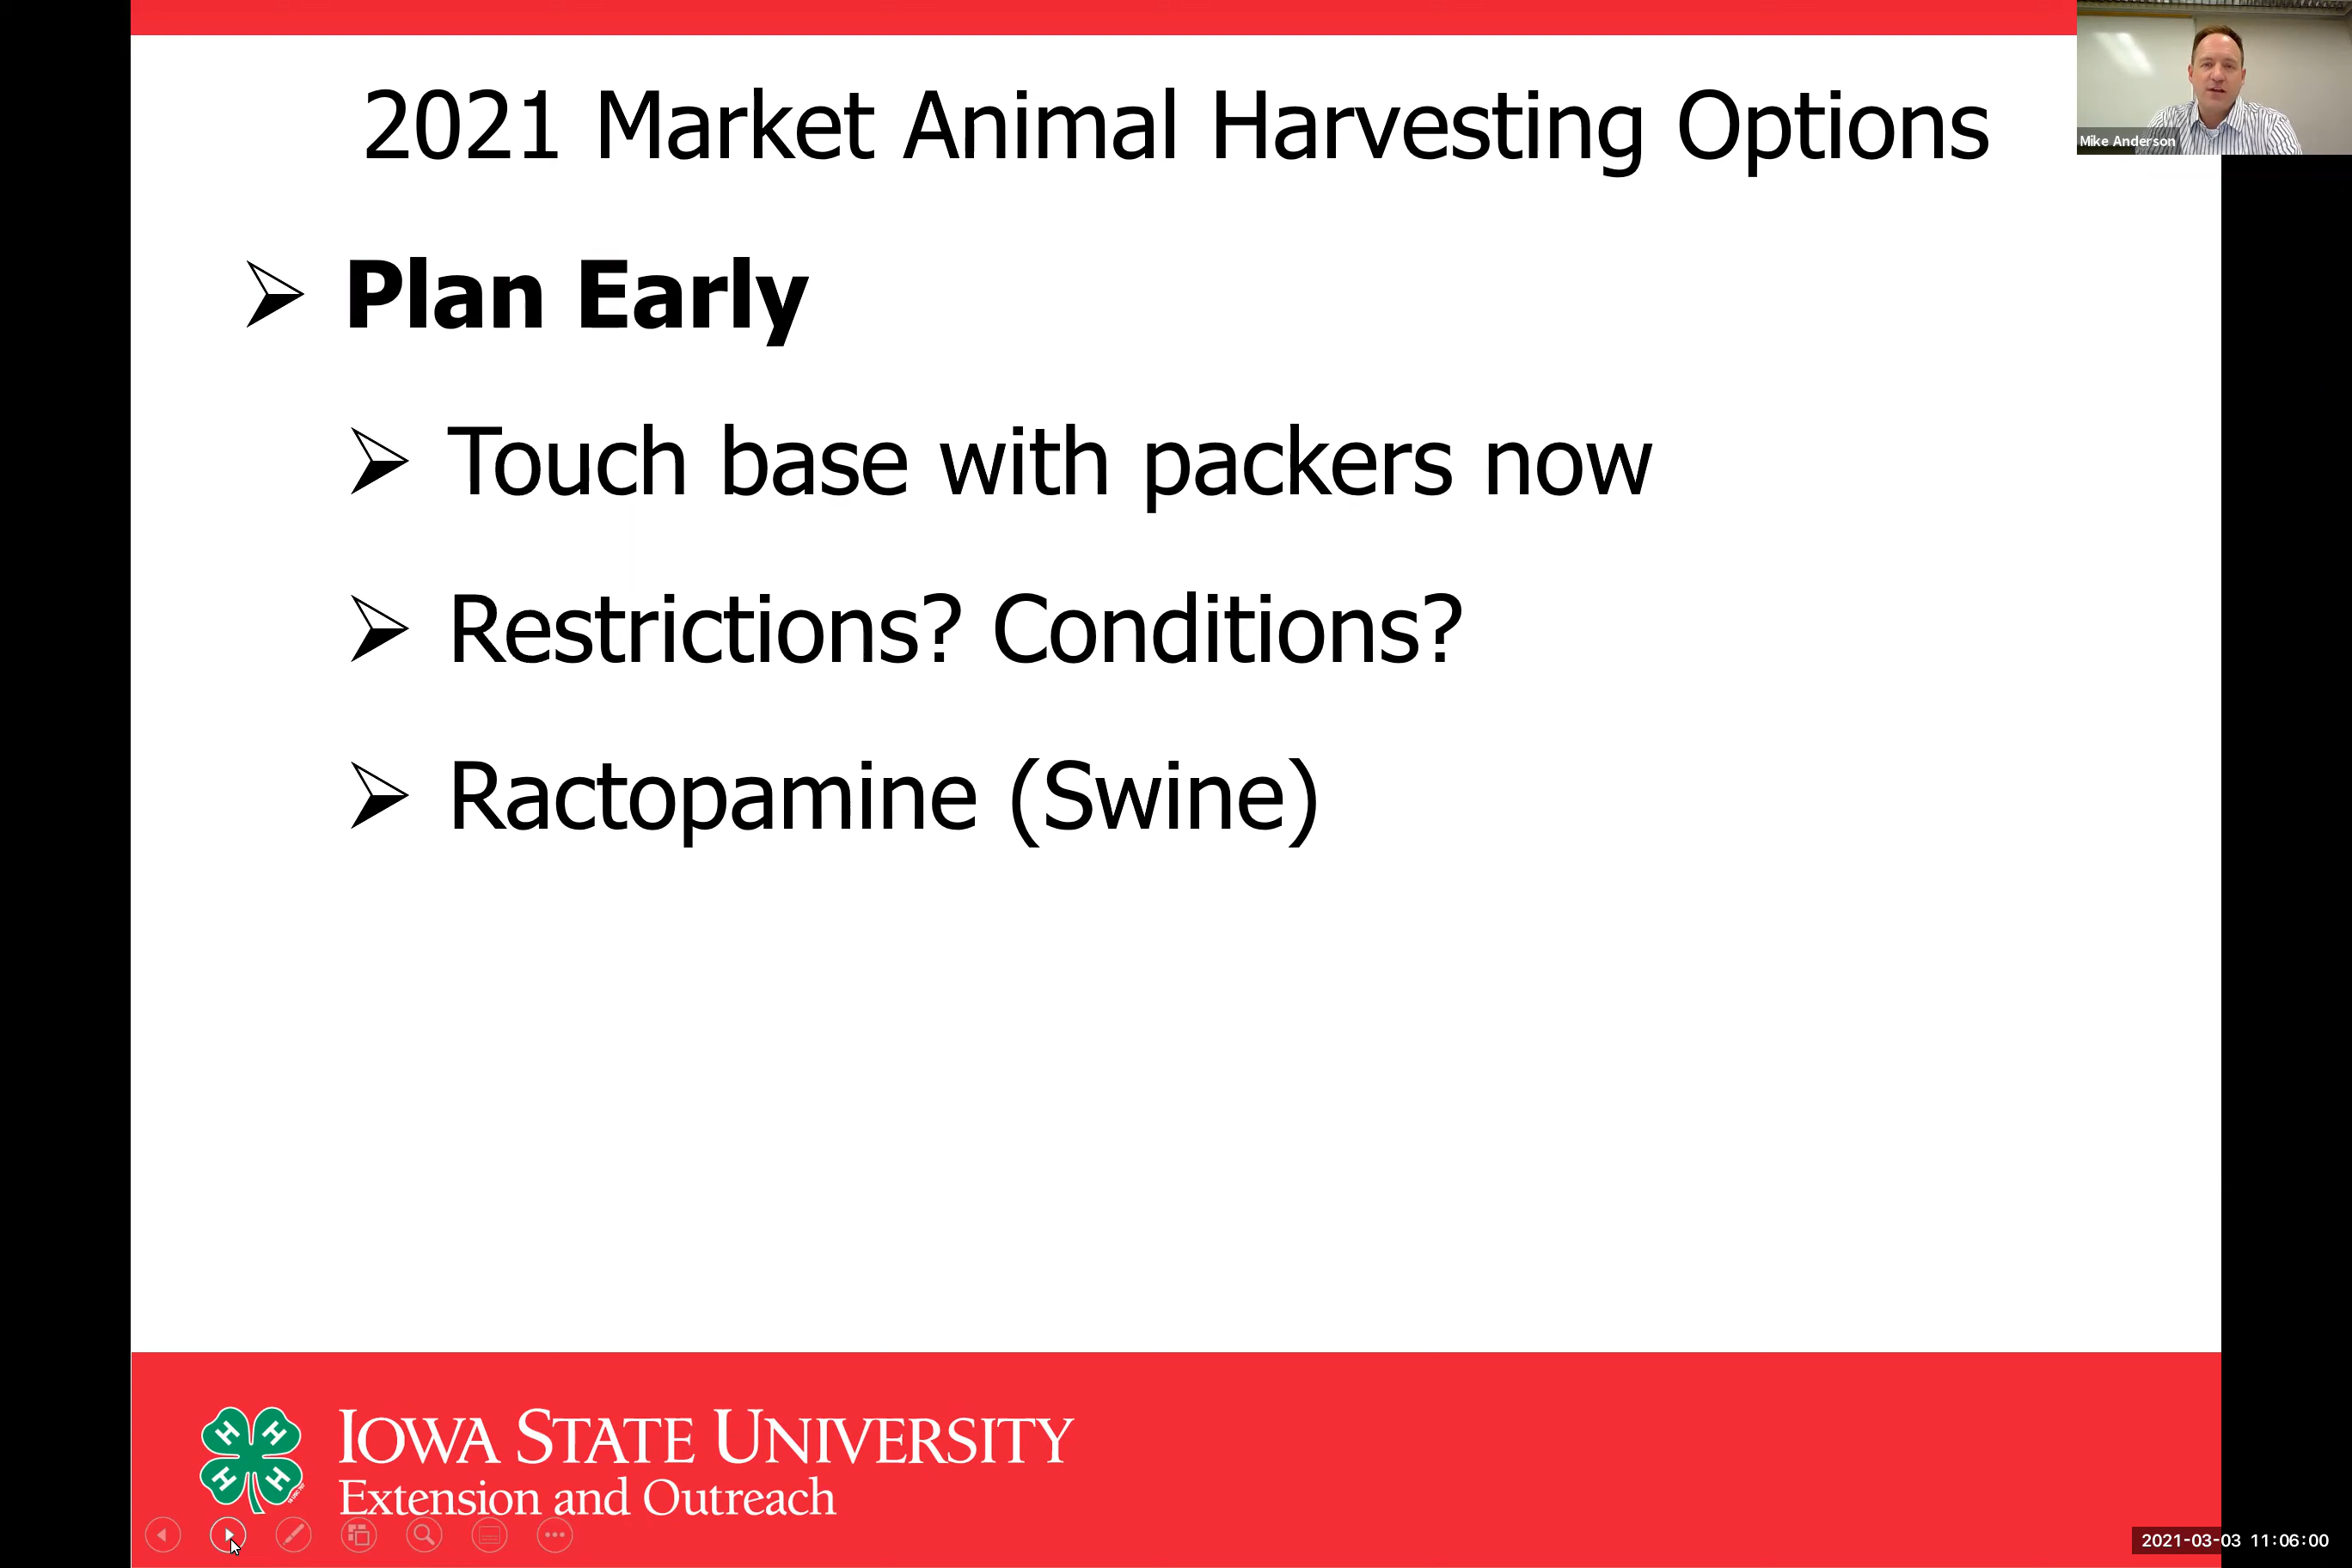 2021 Market Animal Harvesting Options
Mike Anderson
Plan Early
Touch base with packers now
Restrictions? Conditions?
Ractopamine (Swine)
H H
H H
IOWA STATE UNIVERSITY
Extension and Outreach
2021-03-03 11:06:00